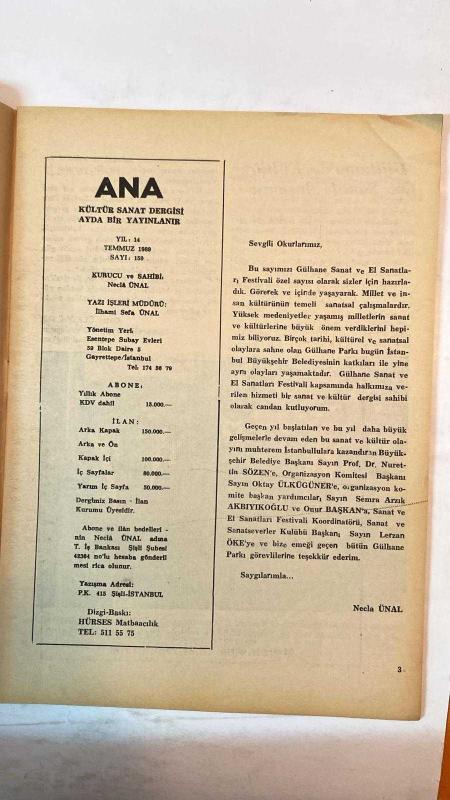 ANA
KÜLTÜR SANAT DERGİSİ
AYDA BİR YAYINLANIR
YIL: 14
TEMMUZ 1989
SAYI: 159
KURUCU ve SAHİBİ:
Neclâ ÜNAL
YAZI İŞLERİ MÜDÜRÜ:
İlhami Sefa ÜNAL
Yönetim Yeri:
Esentepe Subay Evleri
59 Blok Daire 5
Gayrettepe/İstanbul
Tel: 174 56 79
ABONE:
Yıllık Abone
KDV dahil 15.000.—
İLAN:
Arka Kapak 150.000.—
Arka ve Ön
Kapak İçi 100.000.—
İç Sayfalar 80.000.—
Yarım İç Sayfa 50.000.—
Dergimiz Basın - İlan
Kurumu Üyesidir.
Abone ve ilân bedelleri -
nin Neclâ ÜNAL adına
T. İş Bankası Şişli Şubesi
42364 no'lu hesaba gönderil
mesi rica olunur.
Yazışma Adresi:
P.K. 415 Şişli-İSTANBUL
Dizgi-Baskı:
HÜRSES Matbaacılık
TEL: 511 55 75
Sevgili Okurlarımız,
Bu sayımızı Gülhane Sanat ve El Sanatla-
rı Festivali özel sayısı olarak sizler için hazırla-
dık. Görerek ve içinde yaşayarak. Millet ve in-
san kültürünün temeli sanatsal çalışmalardır.
Yüksek medeniyetler yaşamış milletlerin sanat
ve kültürlerine büyük önem verdiklerini hepi-
miz biliyoruz. Birçok tarihi, kültürel ve sanatsal
olaylara sahne olan Gülhane Parkı bugün İstan-
bul Büyükşehir Belediyesinin katkıları ile yine
aynı olayları yaşamaktadır. Gülhane Sanat ve
El Sanatları Festivali kapsamında halkımıza ve-
rilen hizmeti bir sanat ve kültür dergisi sahibi
olarak candan kutluyorum.
Geçen yıl başlatılan ve bu yıl daha büyük
gelişmelerle devam eden bu sanat ve kültür ola-
yını muhterem İstanbullulara kazandıran Büyük-
şehir Belediye Başkanı Sayın Prof. Dr. Nuret-
tin SÖZEN'e, Organizasyon Komitesi Başkanı
Sayın Oktay ÜLKÜGÜNER'e, organizasyon ko-
mite başkan yardımcıları Sayın Semra Arzık
AKBIYIKOĞLU ve Onur BAŞKAN'a, Sanat ve
El Sanatları Festivali Koordinatörü, Sanat ve
Sanatseverler Kulübü Başkanı Sayın Lerzan
ÖKE'ye ve bize emeği geçen bütün Gülhane
Parkı görevlilerine teşekkür ederim.
Saygılarımla...
Necla ÜNAL
3